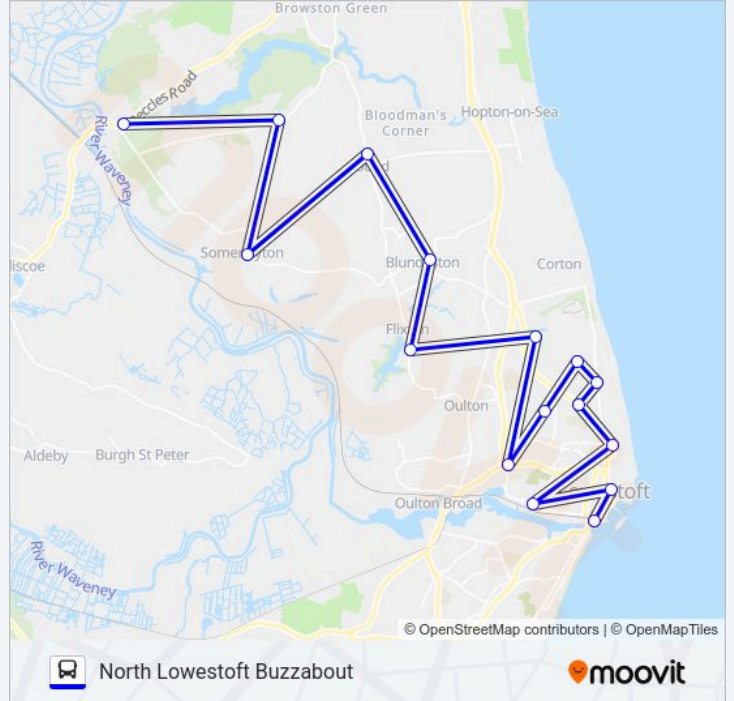 Browston Green
Beccles Road
Bloodman's
Corner
Hopton-on-Sea
River Waveney
Blundeston
Corton
Flixton
Oulton
Aldeby
Burgh St Peter
Oulton Broad
River Waveney
© OpenStreetMap contributors | © OpenMapTiles
North Lowestoft Buzzabout
moovit